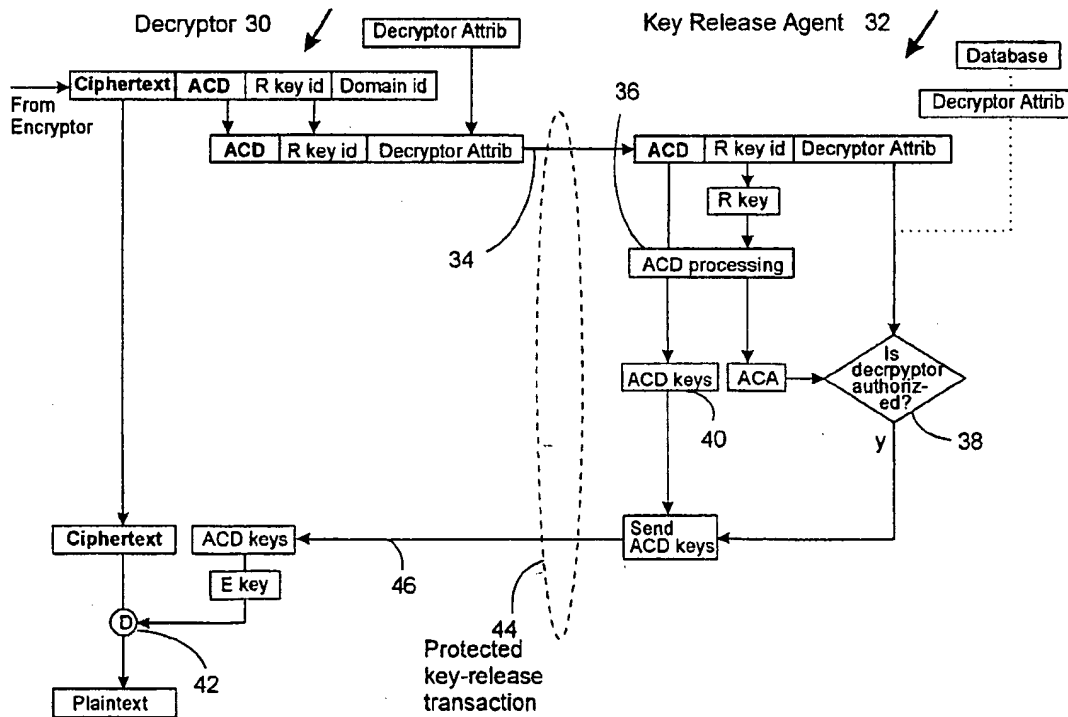 Decryptor 30
Decryptor Attrib
Key Release Agent 32
Database
Decryptor Attrib
From
Encryptor
Ciphertext ACD R key id Domain id
36
ACD R key id Decryptor Attrib
ACD R key id Decryptor Attrib
R key
34
ACD processing
ACD keys
ACA
Is
decrpyptor
authoriz-
ed?
40
38
y
Ciphertext
ACD keys
Send
ACD keys
E key
46
D
42
44
Protected
key-release
transaction
Plaintext